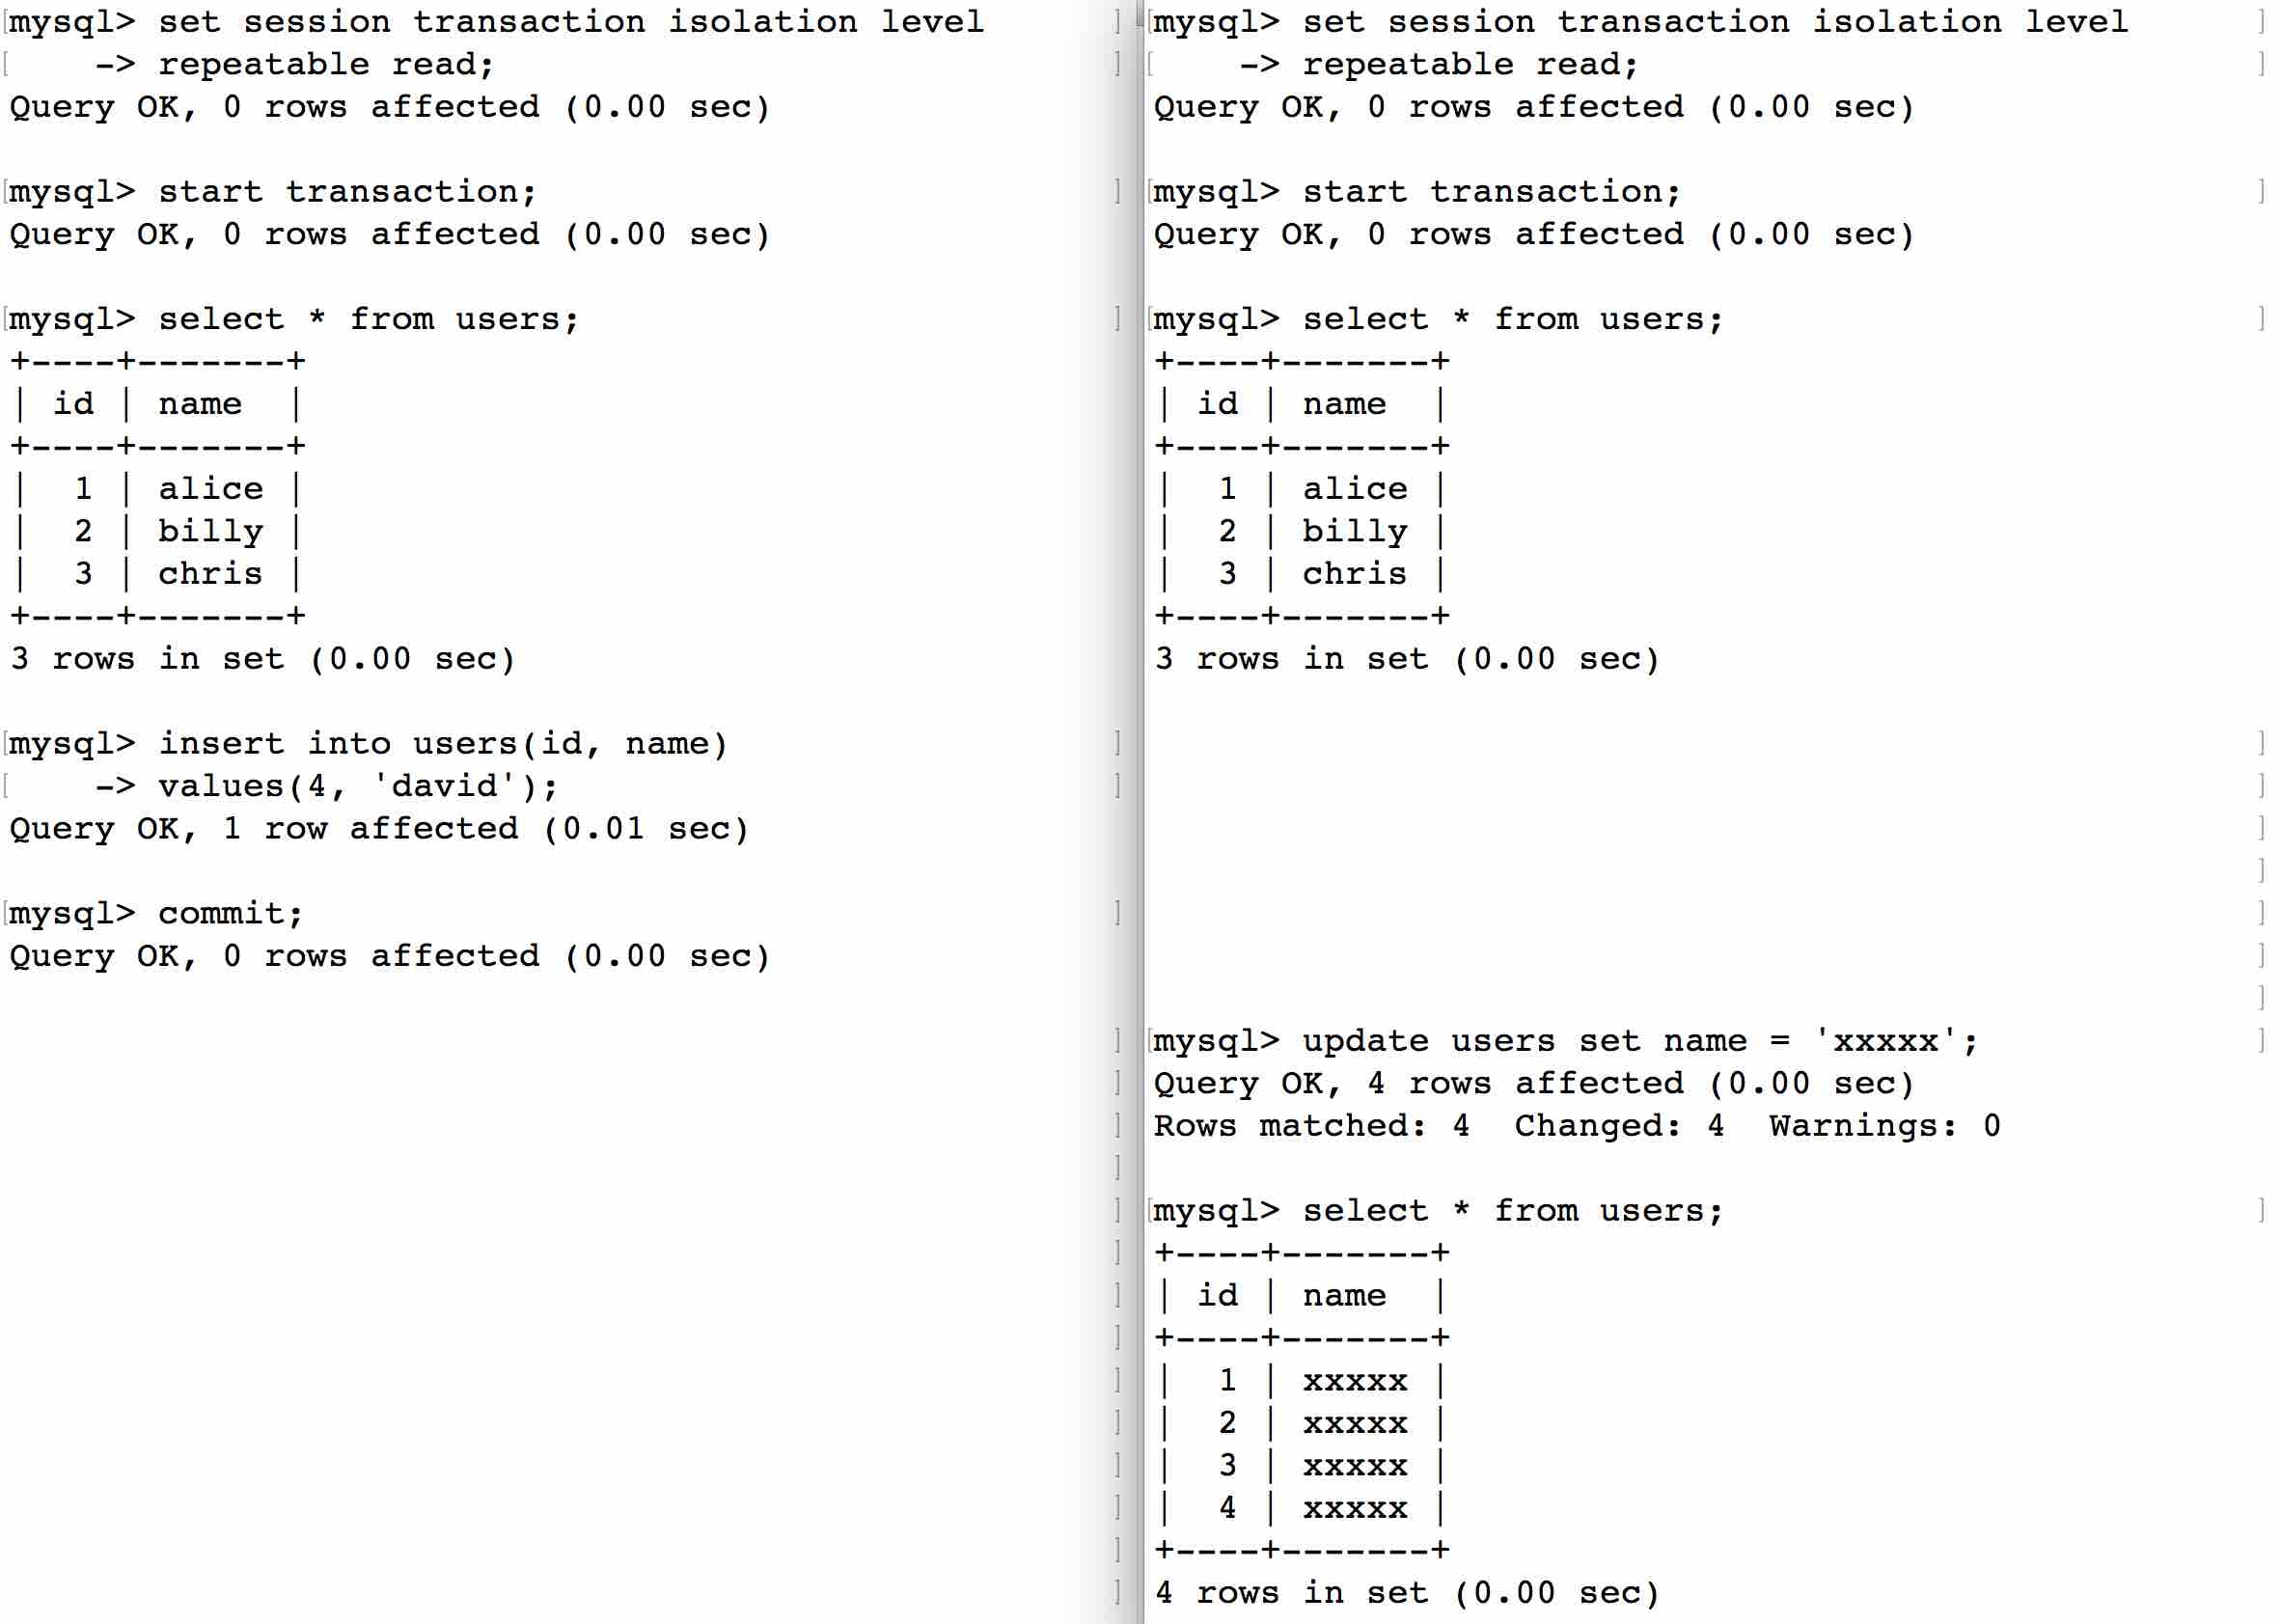 mysql> set session transaction isolation level
    -> repeatable read;
Query OK, 0 rows affected (0.00 sec)
mysql> start transaction;
Query OK, 0 rows affected (0.00 sec)
mysql> select * from users;
+----+-------+
| id | name  |
+----+-------+
|  1 | alice |
|  2 | billy |
|  3 | chris |
+----+-------+
3 rows in set (0.00 sec)
mysql> insert into users(id, name)
    -> values(4, 'david');
Query OK, 1 row affected (0.01 sec)
mysql> commit;
Query OK, 0 rows affected (0.00 sec)
mysql> set session transaction isolation level
    -> repeatable read;
Query OK, 0 rows affected (0.00 sec)
mysql> start transaction;
Query OK, 0 rows affected (0.00 sec)
mysql> select * from users;
+----+-------+
| id | name  |
+----+-------+
|  1 | alice |
|  2 | billy |
|  3 | chris |
+----+-------+
3 rows in set (0.00 sec)
mysql> update users set name = 'xxxxx';
Query OK, 4 rows affected (0.00 sec)
Rows matched: 4  Changed: 4  Warnings: 0
mysql> select * from users;
+----+-------+
| id | name  |
+----+-------+
|  1 | xxxxx |
|  2 | xxxxx |
|  3 | xxxxx |
|  4 | xxxxx |
+----+-------+
4 rows in set (0.00 sec)